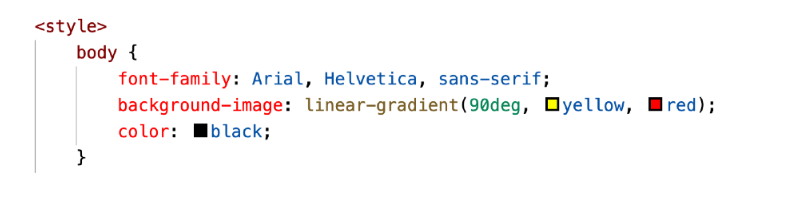 <style>
body {
font-family: Arial, Helvetica, sans-serif;
background-image: linear-gradient(90deg, yellow, red);
color: black;
}